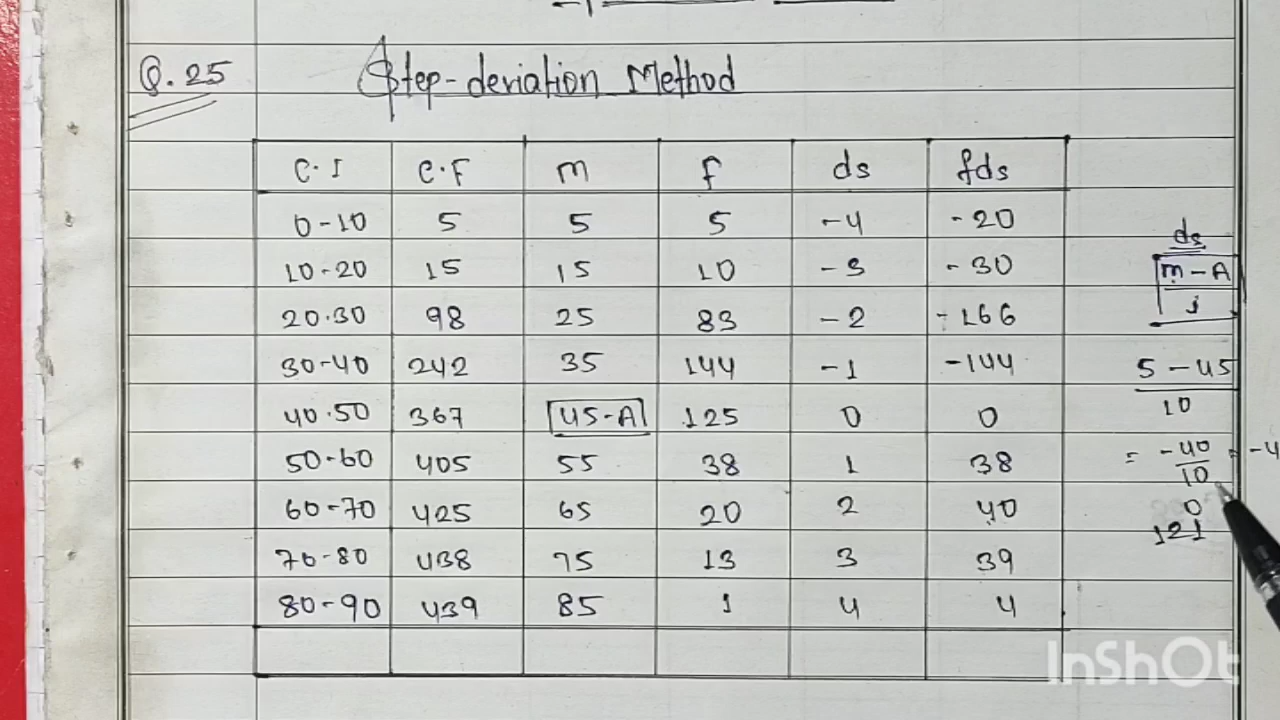 Q.25 Step-deviation Method
C.I C.F m f ds fds
0-10 5 5 5 -4 -20
10-20 15 15 10 -3 -30
20.30 98 25 83 -2 -166
30-40 242 35 144 -1 -144
40.50 367 45-A 125 0 0
50-60 405 55 38 1 38
60-70 425 65 20 2 40
70-80 438 75 13 3 39
80-90 439 85 1 4 4
ds
m-A
i
5-45
10
= -40 = -4
10
0
121
InShOt